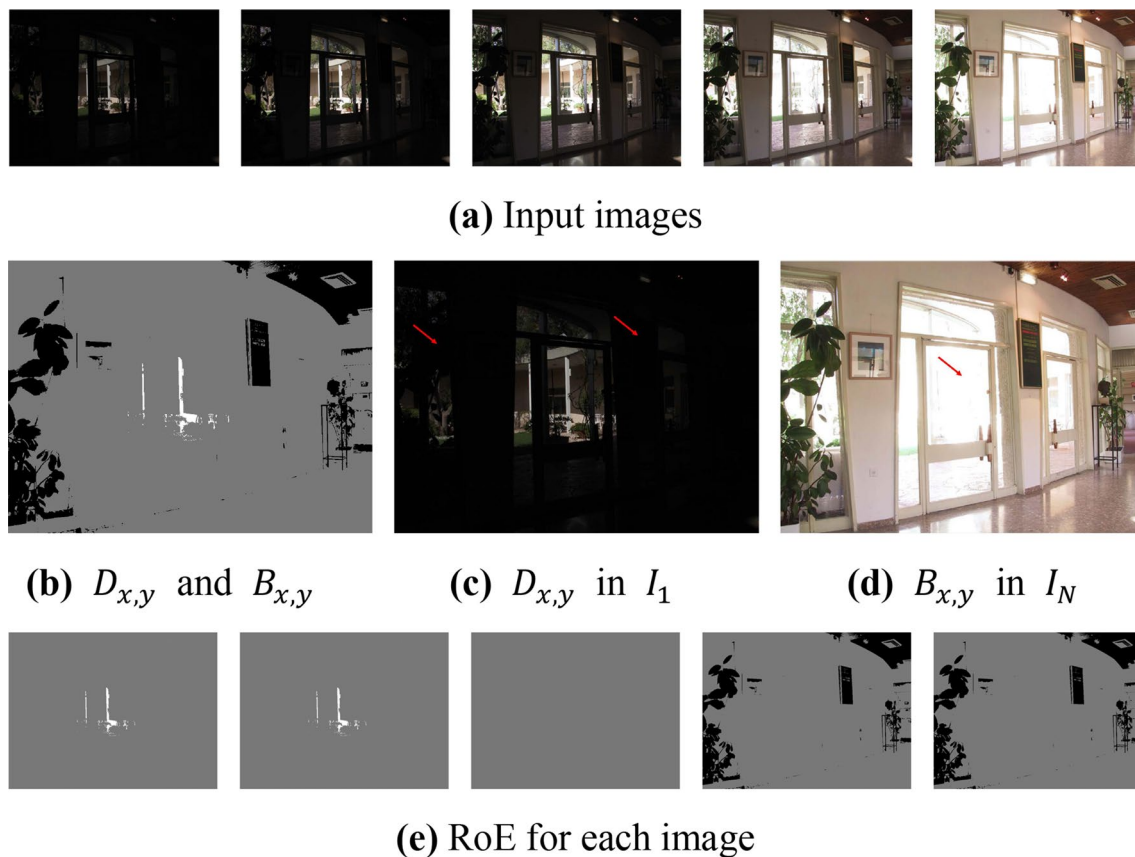 (a) Input images
(b) D_{x,y} and B_{x,y}
(c) D_{x,y} in I_1
(d) B_{x,y} in I_N
(e) RoE for each image